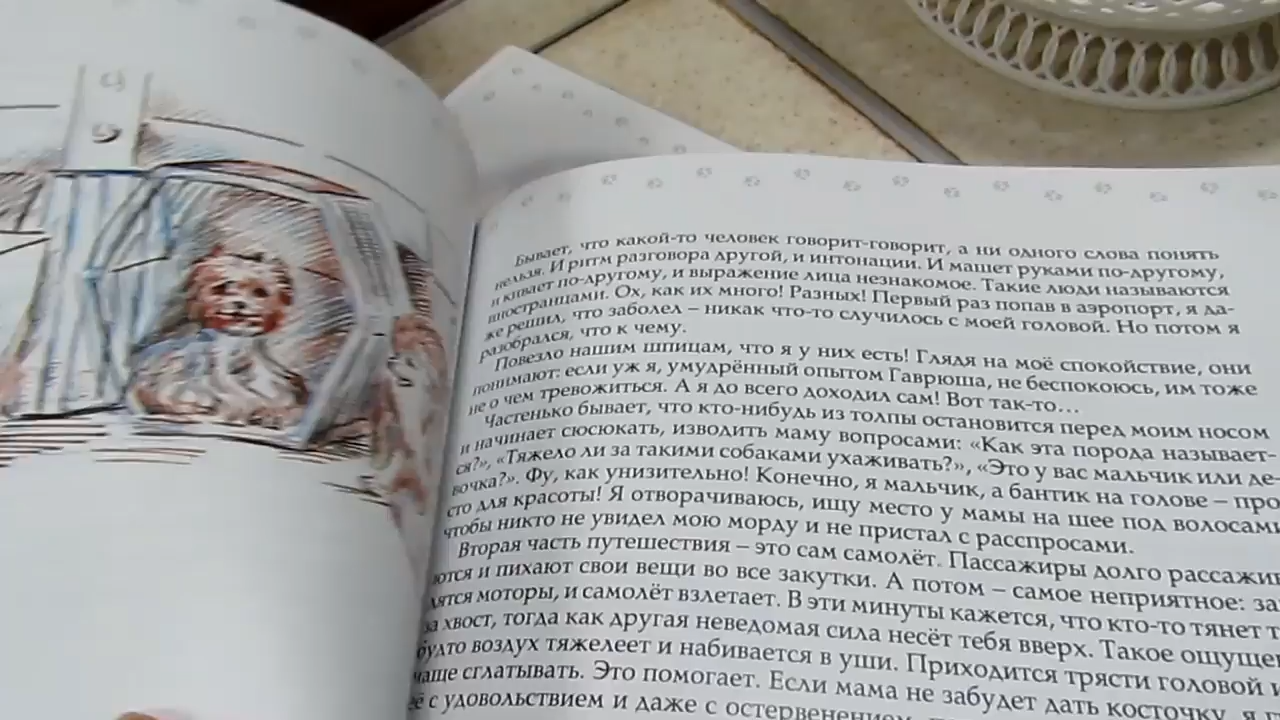 Бывает, что какой-то человек говорит-говорит, а ни одного слова понять
нельзя. И ритм разговора другой, и интонации. И машет руками по-другому,
и кивает по-другому, и выражение лица незнакомое. Такие люди называются
иностранцами. Ох, как их много! Разных! Первый раз попав в аэропорт, я да-
же решил, что заболел – никак что-то случилось с моей головой. Но потом я
разобрался, что к чему.
Повезло нашим шпицам, что я у них есть! Глядя на моё спокойствие, они
понимают: если уж я, умудрённый опытом Гаврюша, не беспокоюсь, им тоже
не о чем тревожиться. А я до всего доходил сам! Вот так-то…
Частенько бывает, что кто-нибудь из толпы остановится перед моим носом
и начинает сюсюкать, изводить маму вопросами: «Как эта порода называет-
ся?», «Тяжело ли за такими собаками ухаживать?», «Это у вас мальчик или де-
вочка?». Фу, как унизительно! Конечно, я мальчик, а бантик на голове – про
сто для красоты! Я отворачиваюсь, ищу место у мамы на шее под волосами
чтобы никто не увидел мою морду и не пристал с расспросами.
Вторая часть путешествия – это сам самолёт. Пассажиры долго рассажи
ются и пихают свои вещи во все закутки. А потом – самое неприятное: за
дятся моторы, и самолёт взлетает. В эти минуты кажется, что кто-то тянет т
за хвост, тогда как другая неведомая сила несёт тебя вверх. Такое ощуще
будто воздух тяжелеет и набивается в уши. Приходится трясти головой и
чаще сглатывать. Это помогает. Если мама не забудет дать косточку, я г
её с удовольствием и даже с остервенением